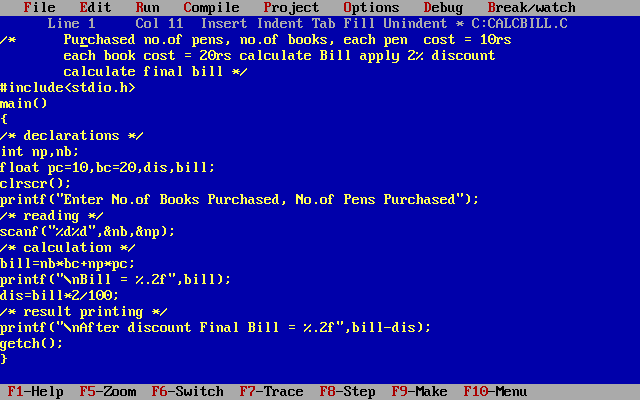 File Edit Run Compile Project Options Debug Break/watch
Line 1 Col 11 Insert Indent Tab Fill Unindent * C:CALCBILL.C
/* Purchased no.of pens, no.of books, each pen cost = 10rs
each book cost = 20rs calculate Bill apply 2% discount
calculate final bill */
#include<stdio.h>
main()
{
/* declarations */
int np,nb;
float pc=10,bc=20,dis,bill;
clrscr();
printf("Enter No.of Books Purchased, No.of Pens Purchased");
/* reading */
scanf("%d%d",&nb,&np);
/* calculation */
bill=nb*bc+np*pc;
printf("\nBill = %.2f",bill);
dis=bill*2/100;
/* result printing */
printf("\nAfter discount Final Bill = %.2f",bill-dis);
getch();
}
F1-Help F5-Zoom F6-Switch F7-Trace F8-Step F9-Make F10-Menu